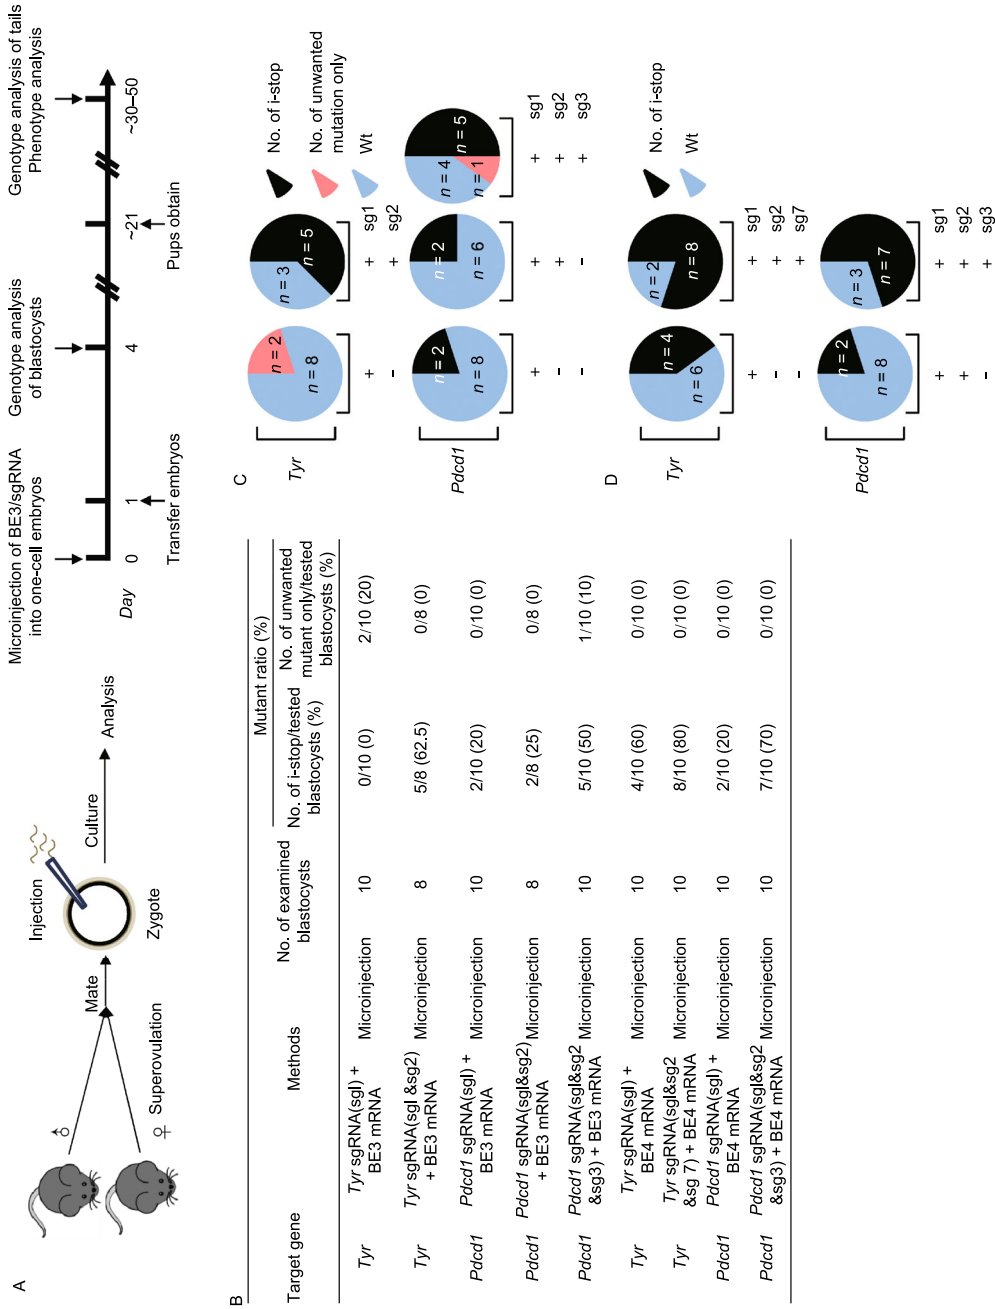 A
♂
♀ Superovulation
Mate
Injection
Zygote
Culture
Analysis
Microinjection of BE3/sgRNA
into one-cell embryos
Genotype analysis
of blastocysts
Genotype analysis of tails
Phenotype analysis
Day
0
1
4
~21
~30–50
Transfer embryos
Pups obtain
B
Target gene
Methods
No. of examined
blastocysts
Mutant ratio (%)
No. of i-stop/tested
blastocysts (%)
No. of unwanted
mutant only/tested
blastocysts (%)
Tyr
Tyr sgRNA(sgl) +
BE3 mRNA
Microinjection
10
0/10 (0)
2/10 (20)
Tyr
Tyr sgRNA(sgl &sg2)
+ BE3 mRNA
Microinjection
8
5/8 (62.5)
0/8 (0)
Pdcd1
Pdcd1 sgRNA(sgl) +
BE3 mRNA
Microinjection
10
2/10 (20)
0/10 (0)
Pdcd1
Pdcd1 sgRNA(sgl&sg2)
+ BE3 mRNA
Microinjection
8
2/8 (25)
0/8 (0)
Pdcd1
Pdcd1 sgRNA(sgl&sg2
&sg3) + BE3 mRNA
Microinjection
10
5/10 (50)
1/10 (10)
Tyr
Tyr sgRNA(sgl) +
BE4 mRNA
Microinjection
10
4/10 (60)
0/10 (0)
Tyr
Tyr sgRNA(sgl&sg2
&sg 7) + BE4 mRNA
Microinjection
10
8/10 (80)
0/10 (0)
Pdcd1
Pdcd1 sgRNA(sgl) +
BE4 mRNA
Microinjection
10
2/10 (20)
0/10 (0)
Pdcd1
Pdcd1 sgRNA(sgl&sg2
&sg3) + BE4 mRNA
Microinjection
10
7/10 (70)
0/10 (0)
C
Tyr
n = 2
n = 8
n = 3
n = 5
+ + sg1
- + sg2
No. of i-stop
No. of unwanted
mutation only
Wt
Pdcd1
n = 2
n = 8
n = 2
n = 6
n = 4
n = 5
n = 1
+ + + sg1
- + + sg2
- - + sg3
D
Tyr
n = 4
n = 6
n = 2
n = 8
+ + sg1
- + sg2
- + sg7
No. of i-stop
Wt
Pdcd1
n = 2
n = 8
n = 3
n = 7
+ + sg1
+ + sg2
- + sg3